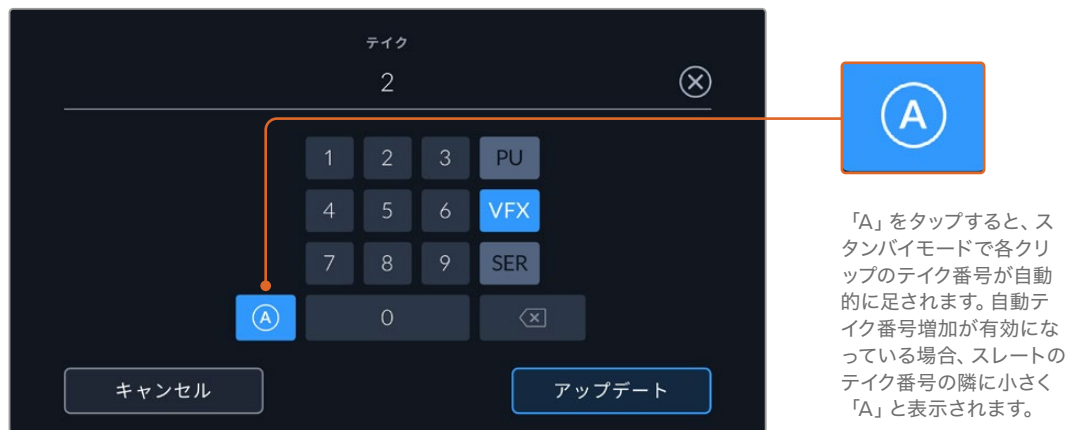 テイク
2
1 2 3 PU
4 5 6 VFX
7 8 9 SER
A 0
キャンセル アップデート
A
「A」をタップすると、ス
タンバイモードで各クリ
ップのテイク番号が自動
的に足されます。自動テ
イク番号増加が有効にな
っている場合、スレートの
テイク番号の隣に小さく
「A」と表示されます。